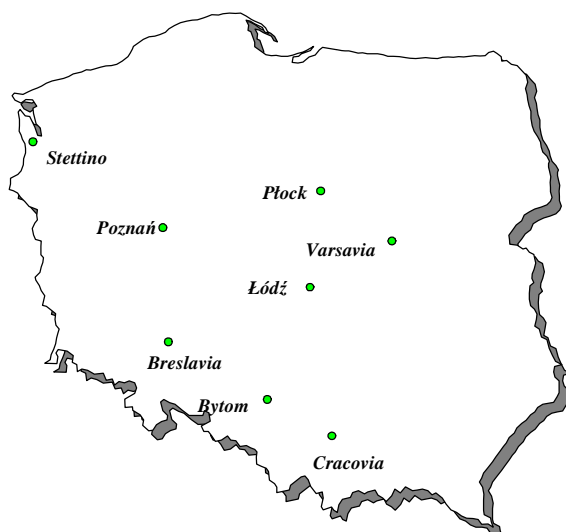 Stettino
Płock
Poznań
Varsavia
Łódź
Breslavia
Bytom
Cracovia